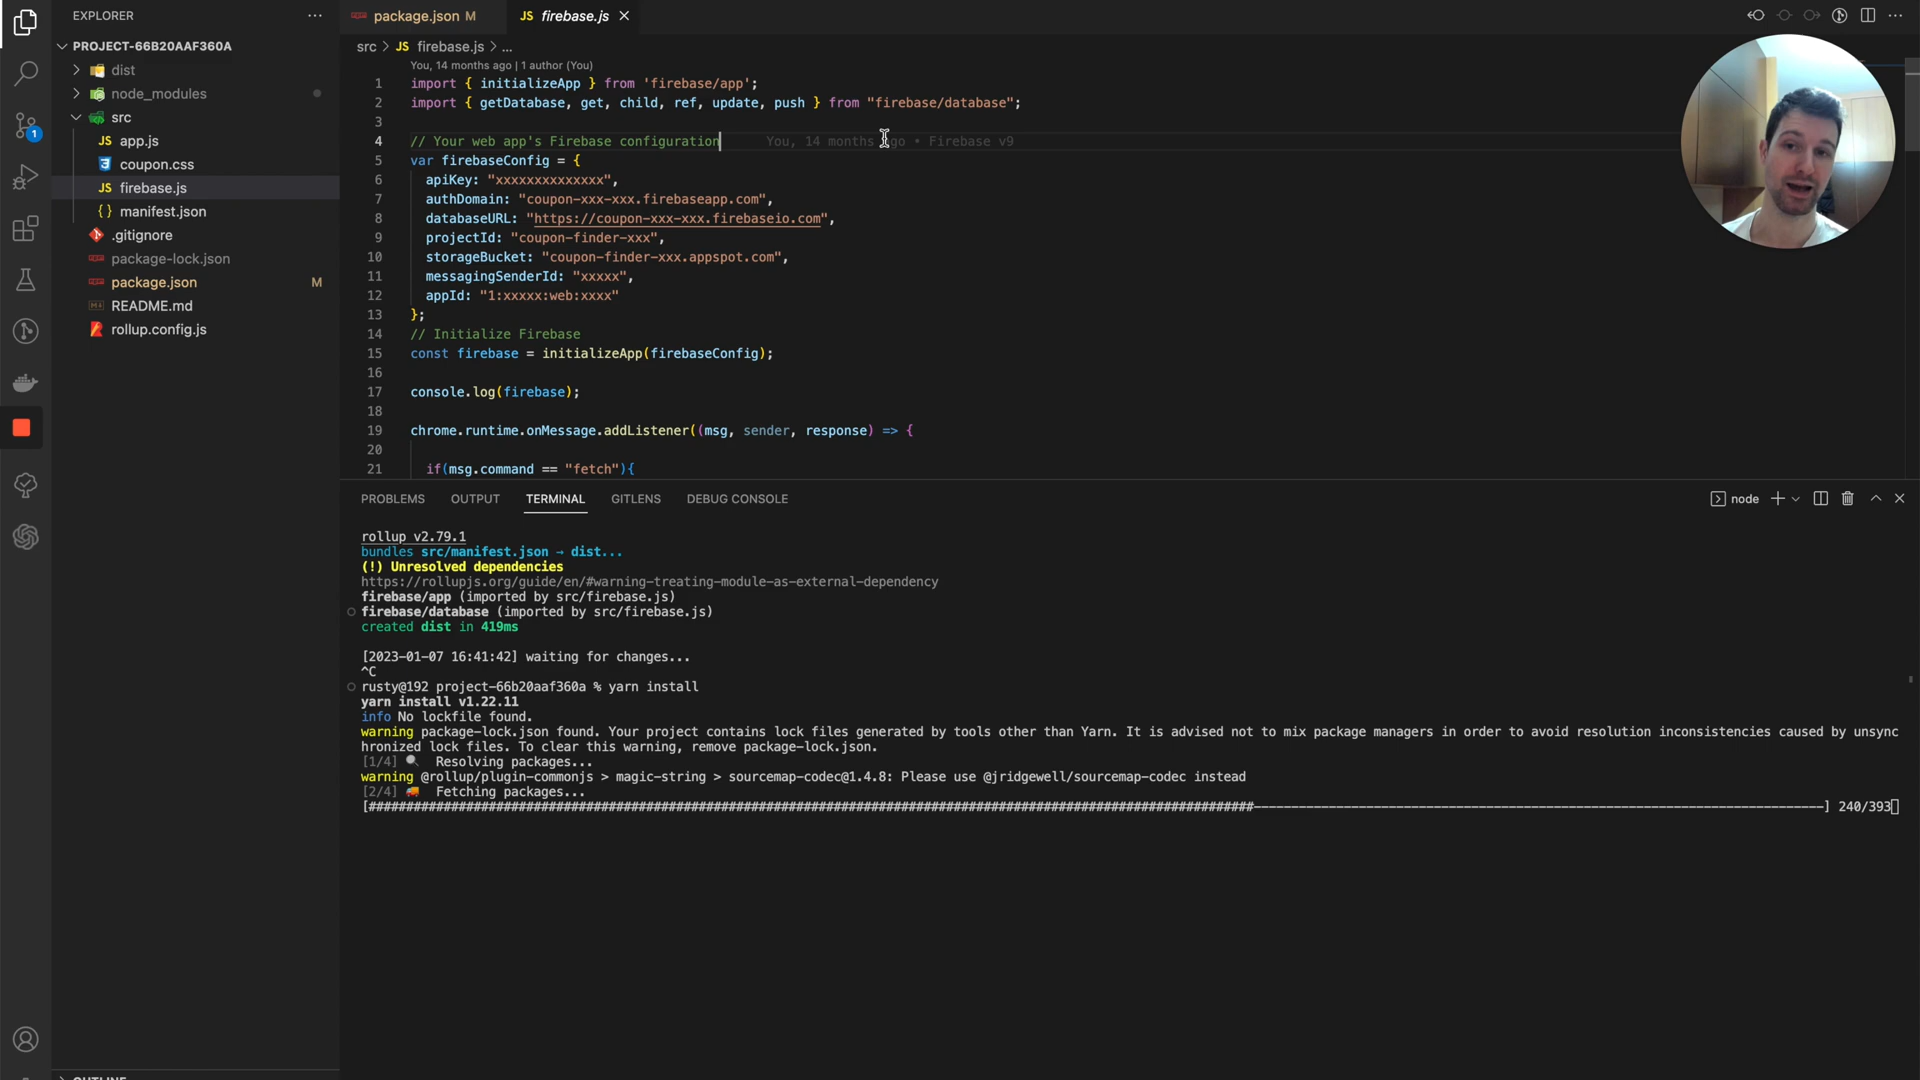 EXPLORER
PROJECT-66B20AAF360A
dist
node_modules
src
app.js
coupon.css
firebase.js
manifest.json
.gitignore
package-lock.json
package.json M
README.md
rollup.config.js
1
package.json M
JS firebase.js
src > JS firebase.js > ...
You, 14 months ago | 1 author (You)
1 import { initializeApp } from 'firebase/app';
2 import { getDatabase, get, child, ref, update, push } from "firebase/database";
3
4 // Your web app's Firebase configuration You, 14 months ago • Firebase v9
5 var firebaseConfig = {
6 apiKey: "xxxxxxxxxxxxxx",
7 authDomain: "coupon-xxx-xxx.firebaseapp.com",
8 databaseURL: "https://coupon-xxx-xxx.firebaseio.com",
9 projectId: "coupon-finder-xxx",
10 storageBucket: "coupon-finder-xxx.appspot.com",
11 messagingSenderId: "xxxxx",
12 appId: "1:xxxxx:web:xxxx"
13 };
14 // Initialize Firebase
15 const firebase = initializeApp(firebaseConfig);
16
17 console.log(firebase);
18
19 chrome.runtime.onMessage.addListener((msg, sender, response) => {
20
21 if(msg.command == "fetch"){
PROBLEMS OUTPUT TERMINAL GITLENS DEBUG CONSOLE
node
rollup v2.79.1
bundles src/manifest.json → dist...
(!) Unresolved dependencies
https://rollupjs.org/guide/en/#warning-treating-module-as-external-dependency
firebase/app (imported by src/firebase.js)
firebase/database (imported by src/firebase.js)
created dist in 419ms
[2023-01-07 16:41:42] waiting for changes...
^C
rusty@192 project-66b20aaf360a % yarn install
yarn install v1.22.11
info No lockfile found.
warning package-lock.json found. Your project contains lock files generated by tools other than Yarn. It is advised not to mix package managers in order to avoid resolution inconsistencies caused by unsync
hronized lock files. To clear this warning, remove package-lock.json.
[1/4] Resolving packages...
warning @rollup/plugin-commonjs > magic-string > sourcemap-codec@1.4.8: Please use @jridgewell/sourcemap-codec instead
[2/4] Fetching packages...
240/393